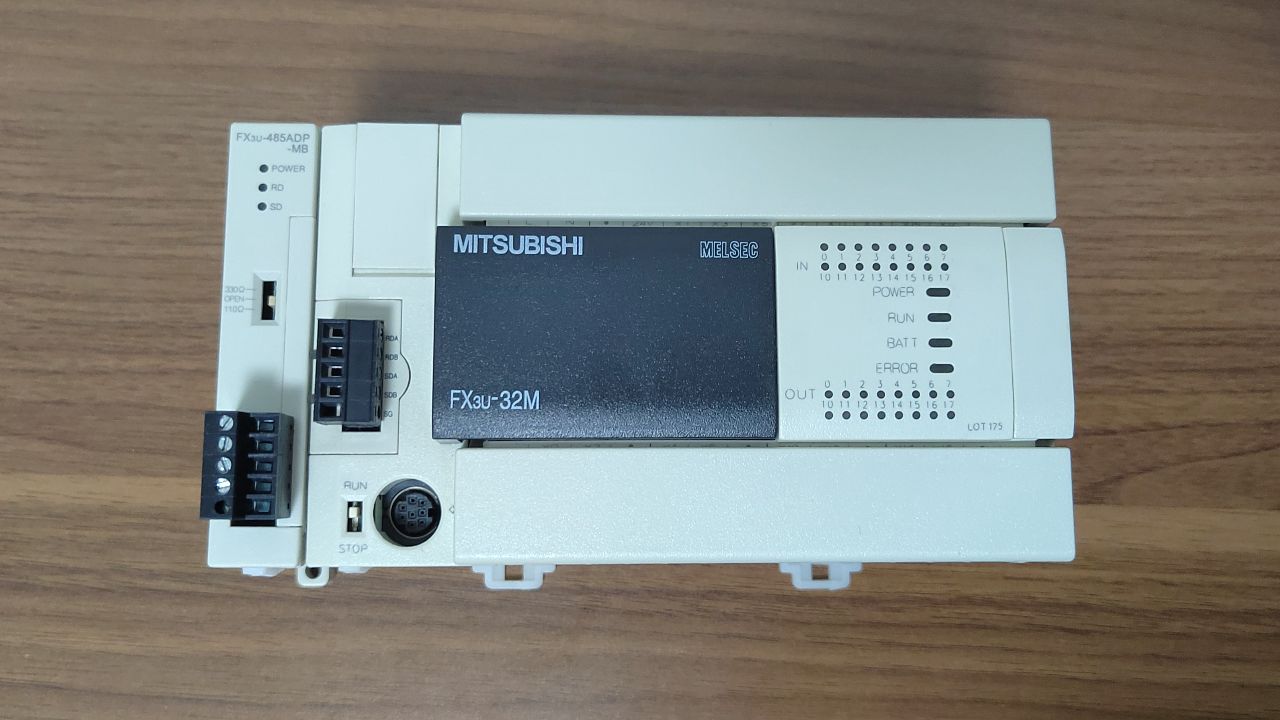 FX3U-485ADP
-MB
POWER
RD
SD
330Ω
OPEN
110Ω
RDA
RDB
SDA
SDB
SG
RUN
STOP
MITSUBISHI
MELSEC
FX3U-32M
0 1 2 3 4 5 6 7
IN
10 11 12 13 14 15 16 17
POWER
RUN
BATT
ERROR
0 1 2 3 4 5 6 7
OUT
10 11 12 13 14 15 16 17
LOT 175